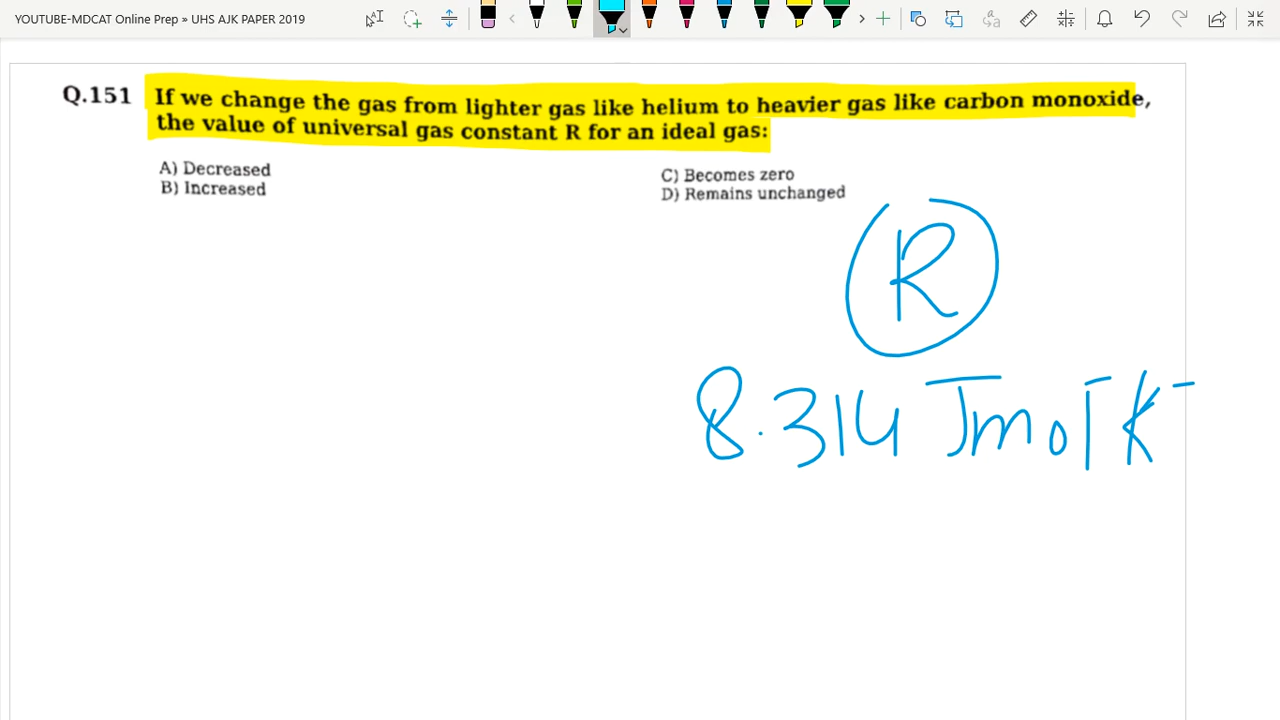 YOUTUBE-MDCAT Online Prep » UHS AJK PAPER 2019
Q.151 If we change the gas from lighter gas like helium to heavier gas like carbon monoxide,
the value of universal gas constant R for an ideal gas:
A) Decreased
B) Increased
C) Becomes zero
D) Remains unchanged
R
8.314 Jmol⁻ K⁻